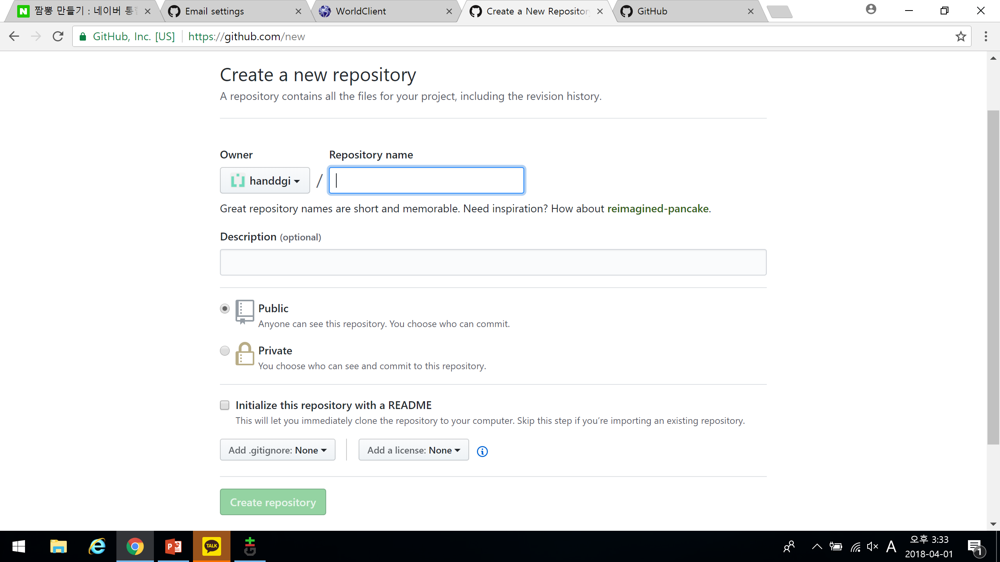 짬뽕 만들기 : 네이버 통합
Email settings
WorldClient
Create a New Repository
GitHub
GitHub, Inc. [US]
https://github.com/new
Create a new repository
A repository contains all the files for your project, including the revision history.
Owner
Repository name
handdgi /
Great repository names are short and memorable. Need inspiration? How about reimagined-pancake.
Description (optional)
Public
Anyone can see this repository. You choose who can commit.
Private
You choose who can see and commit to this repository.
Initialize this repository with a README
This will let you immediately clone the repository to your computer. Skip this step if you’re importing an existing repository.
Add .gitignore: None
Add a license: None
Create repository
TALK
A
오후 3:33
2018-04-01
1